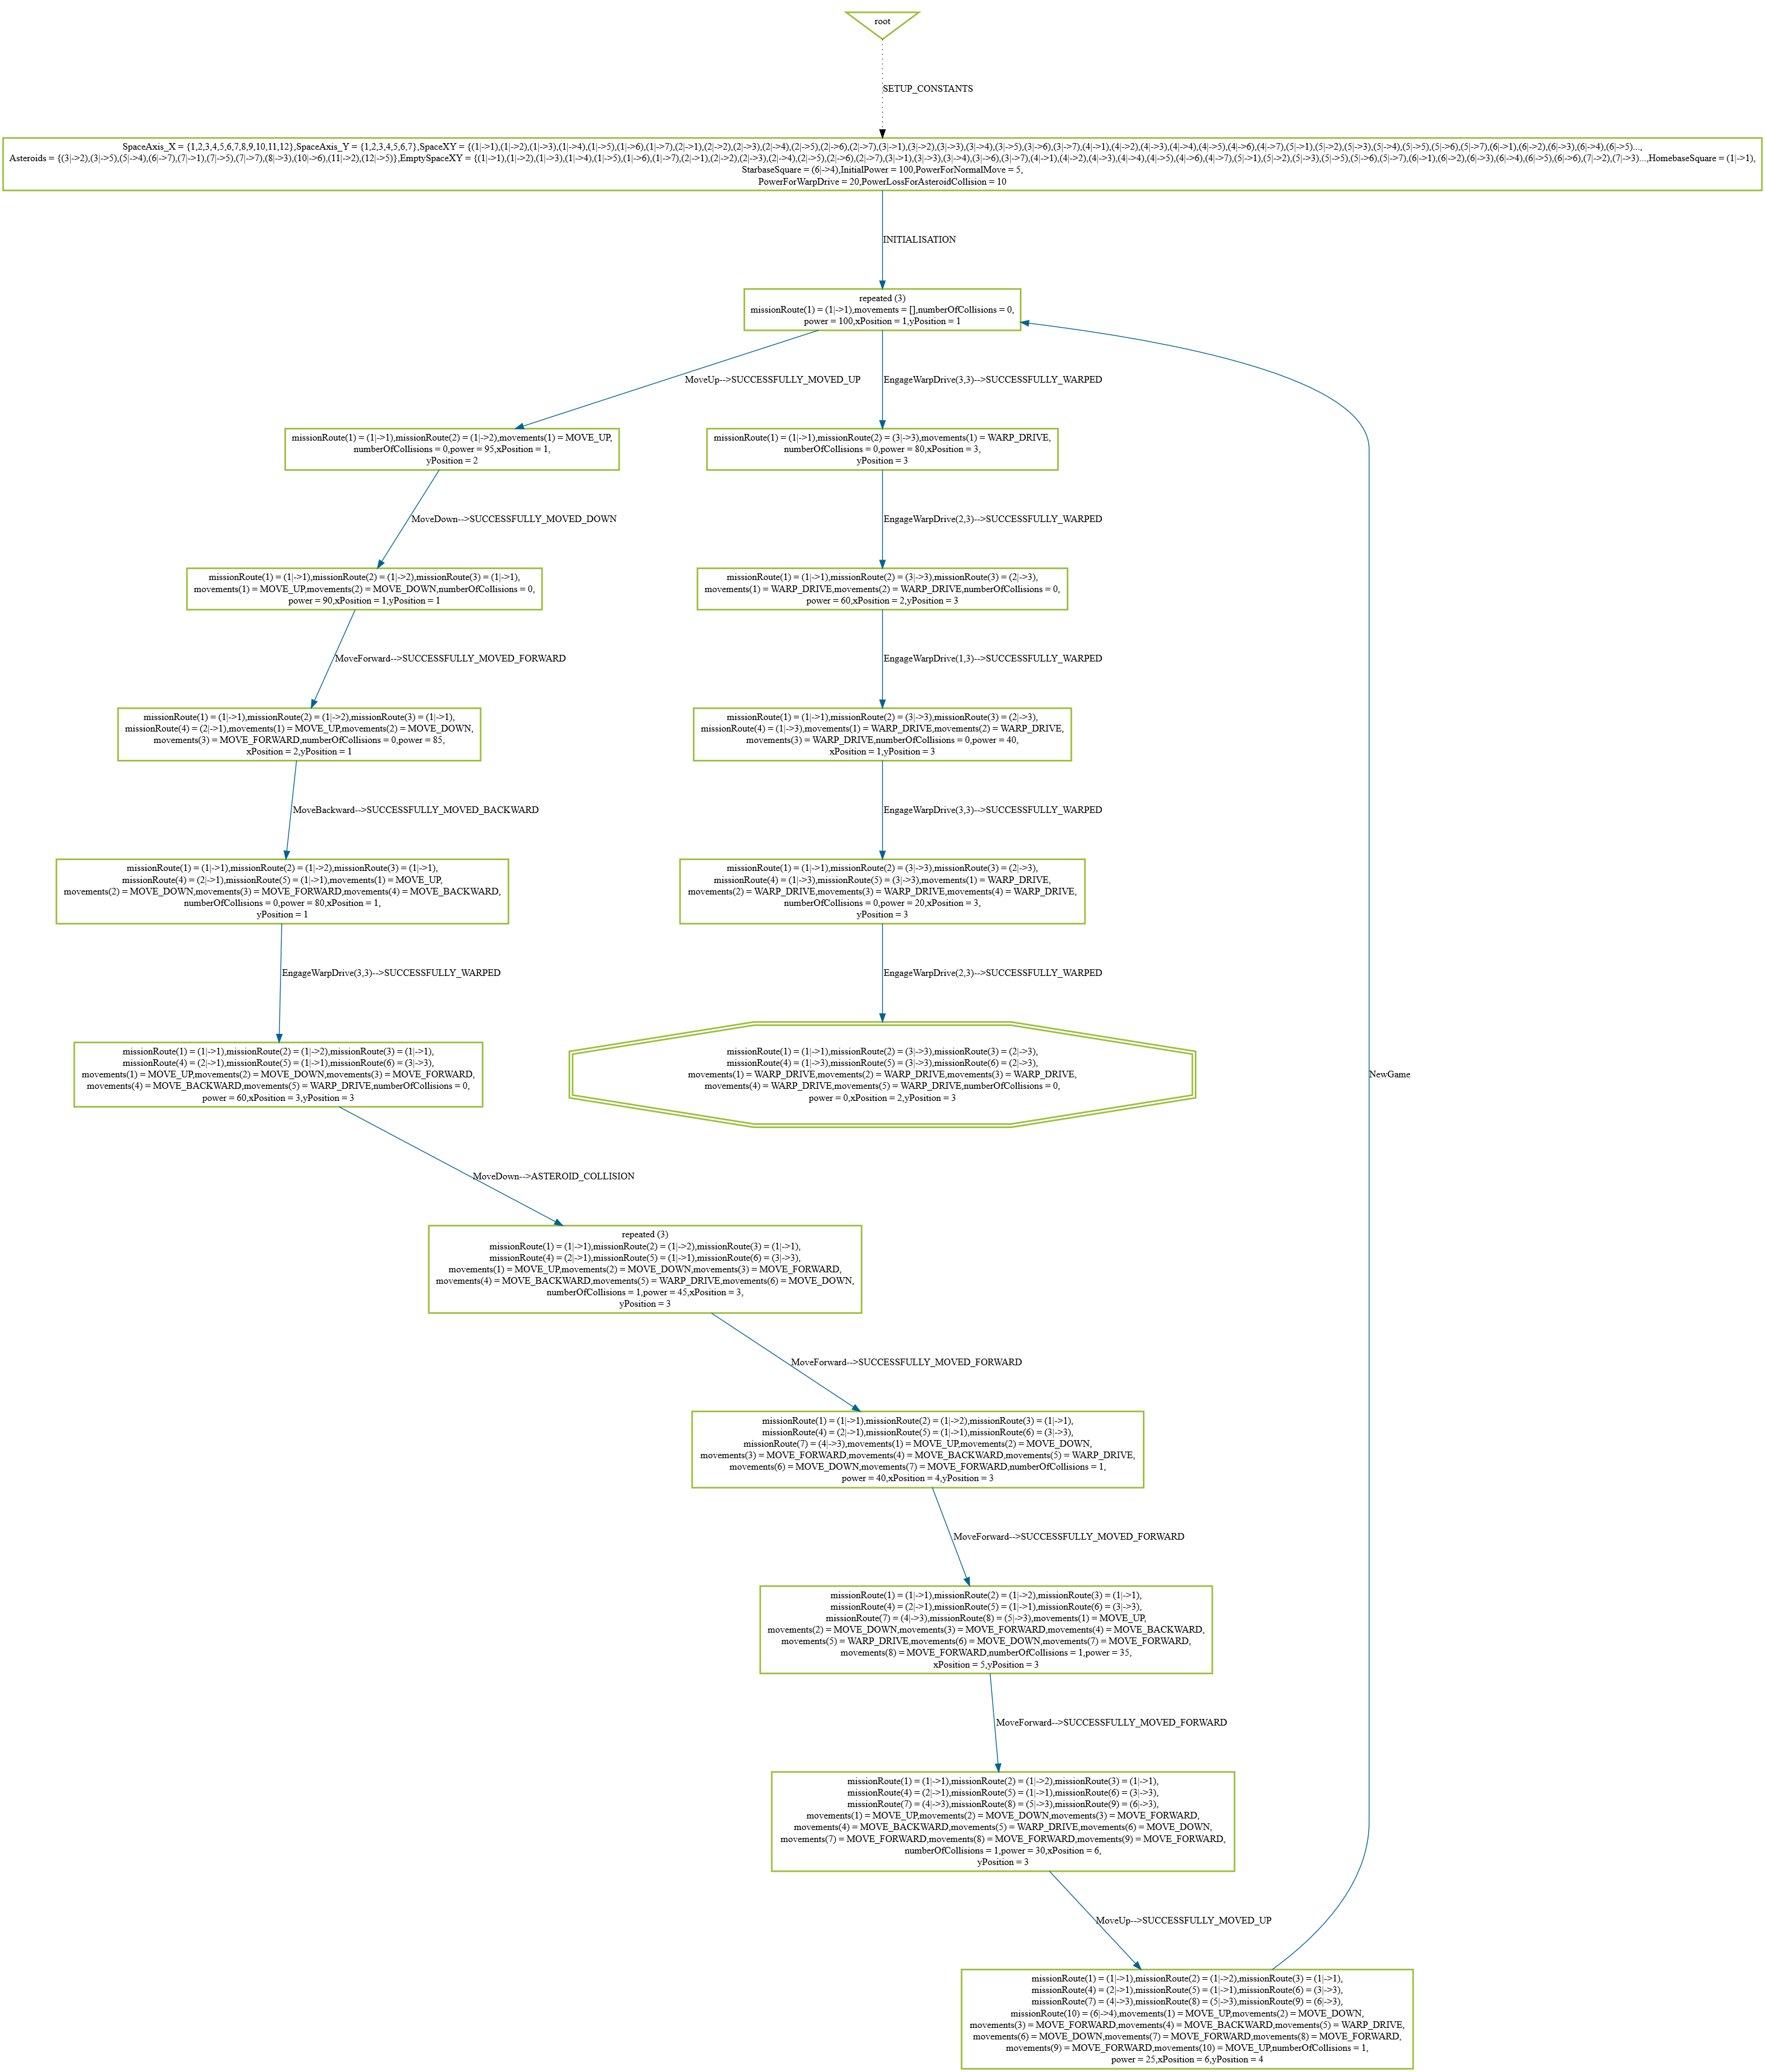 root
SETUP_CONSTANTS
SpaceAxis_X = {1,2,3,4,5,6,7,8,9,10,11,12},SpaceAxis_Y = {1,2,3,4,5,6,7},SpaceXY = {(1|->1),(1|->2),(1|->3),(1|->4),(1|->5),(1|->6),(1|->7),(2|->1),(2|->2),(2|->3),(2|->4),(2|->5),(2|->6),(2|->7),(3|->1),(3|->2),(3|->3),(3|->4),(3|->5),(3|->6),(3|->7),(4|->1),(4|->2),(4|->3),(4|->4),(4|->5),(4|->6),(4|->7),(5|->1),(5|->2),(5|->3),(5|->4),(5|->5),(5|->6),(5|->7),(6|->1),(6|->2),(6|->3),(6|->4),(6|->5)...,
Asteroids = {(3|->2),(3|->5),(5|->4),(6|->7),(7|->1),(7|->5),(7|->7),(8|->3),(10|->6),(11|->2),(12|->5)},EmptySpaceXY = {(1|->1),(1|->2),(1|->3),(1|->4),(1|->5),(1|->6),(1|->7),(2|->1),(2|->2),(2|->3),(2|->4),(2|->5),(2|->6),(2|->7),(3|->1),(3|->3),(3|->4),(3|->6),(3|->7),(4|->1),(4|->2),(4|->3),(4|->4),(4|->5),(4|->6),(4|->7),(5|->1),(5|->2),(5|->3),(5|->5),(5|->6),(5|->7),(6|->1),(6|->2),(6|->3),(6|->4),(6|->5),(6|->6),(7|->2),(7|->3)...,HomebaseSquare = (1|->1),
StarbaseSquare = (6|->4),InitialPower = 100,PowerForNormalMove = 5,
PowerForWarpDrive = 20,PowerLossForAsteroidCollision = 10
INITIALISATION
repeated (3)
missionRoute(1) = (1|->1),movements = [],numberOfCollisions = 0,
power = 100,xPosition = 1,yPosition = 1
MoveUp-->SUCCESSFULLY_MOVED_UP
EngageWarpDrive(3,3)-->SUCCESSFULLY_WARPED
missionRoute(1) = (1|->1),missionRoute(2) = (1|->2),movements(1) = MOVE_UP,
numberOfCollisions = 0,power = 95,xPosition = 1,
yPosition = 2
missionRoute(1) = (1|->1),missionRoute(2) = (3|->3),movements(1) = WARP_DRIVE,
numberOfCollisions = 0,power = 80,xPosition = 3,
yPosition = 3
MoveDown-->SUCCESSFULLY_MOVED_DOWN
EngageWarpDrive(2,3)-->SUCCESSFULLY_WARPED
missionRoute(1) = (1|->1),missionRoute(2) = (1|->2),missionRoute(3) = (1|->1),
movements(1) = MOVE_UP,movements(2) = MOVE_DOWN,numberOfCollisions = 0,
power = 90,xPosition = 1,yPosition = 1
missionRoute(1) = (1|->1),missionRoute(2) = (3|->3),missionRoute(3) = (2|->3),
movements(1) = WARP_DRIVE,movements(2) = WARP_DRIVE,numberOfCollisions = 0,
power = 60,xPosition = 2,yPosition = 3
MoveForward-->SUCCESSFULLY_MOVED_FORWARD
EngageWarpDrive(1,3)-->SUCCESSFULLY_WARPED
missionRoute(1) = (1|->1),missionRoute(2) = (1|->2),missionRoute(3) = (1|->1),
missionRoute(4) = (2|->1),movements(1) = MOVE_UP,movements(2) = MOVE_DOWN,
movements(3) = MOVE_FORWARD,numberOfCollisions = 0,power = 85,
xPosition = 2,yPosition = 1
missionRoute(1) = (1|->1),missionRoute(2) = (3|->3),missionRoute(3) = (2|->3),
missionRoute(4) = (1|->3),movements(1) = WARP_DRIVE,movements(2) = WARP_DRIVE,
movements(3) = WARP_DRIVE,numberOfCollisions = 0,power = 40,
xPosition = 1,yPosition = 3
MoveBackward-->SUCCESSFULLY_MOVED_BACKWARD
EngageWarpDrive(3,3)-->SUCCESSFULLY_WARPED
missionRoute(1) = (1|->1),missionRoute(2) = (1|->2),missionRoute(3) = (1|->1),
missionRoute(4) = (2|->1),missionRoute(5) = (1|->1),movements(1) = MOVE_UP,
movements(2) = MOVE_DOWN,movements(3) = MOVE_FORWARD,movements(4) = MOVE_BACKWARD,
numberOfCollisions = 0,power = 80,xPosition = 1,
yPosition = 1
missionRoute(1) = (1|->1),missionRoute(2) = (3|->3),missionRoute(3) = (2|->3),
missionRoute(4) = (1|->3),missionRoute(5) = (3|->3),movements(1) = WARP_DRIVE,
movements(2) = WARP_DRIVE,movements(3) = WARP_DRIVE,movements(4) = WARP_DRIVE,
numberOfCollisions = 0,power = 20,xPosition = 3,
yPosition = 3
EngageWarpDrive(3,3)-->SUCCESSFULLY_WARPED
EngageWarpDrive(2,3)-->SUCCESSFULLY_WARPED
missionRoute(1) = (1|->1),missionRoute(2) = (1|->2),missionRoute(3) = (1|->1),
missionRoute(4) = (2|->1),missionRoute(5) = (1|->1),missionRoute(6) = (3|->3),
movements(1) = MOVE_UP,movements(2) = MOVE_DOWN,movements(3) = MOVE_FORWARD,
movements(4) = MOVE_BACKWARD,movements(5) = WARP_DRIVE,numberOfCollisions = 0,
power = 60,xPosition = 3,yPosition = 3
missionRoute(1) = (1|->1),missionRoute(2) = (3|->3),missionRoute(3) = (2|->3),
missionRoute(4) = (1|->3),missionRoute(5) = (3|->3),missionRoute(6) = (2|->3),
movements(1) = WARP_DRIVE,movements(2) = WARP_DRIVE,movements(3) = WARP_DRIVE,
movements(4) = WARP_DRIVE,movements(5) = WARP_DRIVE,numberOfCollisions = 0,
power = 0,xPosition = 2,yPosition = 3
NewGame
MoveDown-->ASTEROID_COLLISION
repeated (3)
missionRoute(1) = (1|->1),missionRoute(2) = (1|->2),missionRoute(3) = (1|->1),
missionRoute(4) = (2|->1),missionRoute(5) = (1|->1),missionRoute(6) = (3|->3),
movements(1) = MOVE_UP,movements(2) = MOVE_DOWN,movements(3) = MOVE_FORWARD,
movements(4) = MOVE_BACKWARD,movements(5) = WARP_DRIVE,movements(6) = MOVE_DOWN,
numberOfCollisions = 1,power = 45,xPosition = 3,
yPosition = 3
MoveForward-->SUCCESSFULLY_MOVED_FORWARD
missionRoute(1) = (1|->1),missionRoute(2) = (1|->2),missionRoute(3) = (1|->1),
missionRoute(4) = (2|->1),missionRoute(5) = (1|->1),missionRoute(6) = (3|->3),
missionRoute(7) = (4|->3),movements(1) = MOVE_UP,movements(2) = MOVE_DOWN,
movements(3) = MOVE_FORWARD,movements(4) = MOVE_BACKWARD,movements(5) = WARP_DRIVE,
movements(6) = MOVE_DOWN,movements(7) = MOVE_FORWARD,numberOfCollisions = 1,
power = 40,xPosition = 4,yPosition = 3
MoveForward-->SUCCESSFULLY_MOVED_FORWARD
missionRoute(1) = (1|->1),missionRoute(2) = (1|->2),missionRoute(3) = (1|->1),
missionRoute(4) = (2|->1),missionRoute(5) = (1|->1),missionRoute(6) = (3|->3),
missionRoute(7) = (4|->3),missionRoute(8) = (5|->3),movements(1) = MOVE_UP,
movements(2) = MOVE_DOWN,movements(3) = MOVE_FORWARD,movements(4) = MOVE_BACKWARD,
movements(5) = WARP_DRIVE,movements(6) = MOVE_DOWN,movements(7) = MOVE_FORWARD,
movements(8) = MOVE_FORWARD,numberOfCollisions = 1,power = 35,
xPosition = 5,yPosition = 3
MoveForward-->SUCCESSFULLY_MOVED_FORWARD
missionRoute(1) = (1|->1),missionRoute(2) = (1|->2),missionRoute(3) = (1|->1),
missionRoute(4) = (2|->1),missionRoute(5) = (1|->1),missionRoute(6) = (3|->3),
missionRoute(7) = (4|->3),missionRoute(8) = (5|->3),missionRoute(9) = (6|->3),
movements(1) = MOVE_UP,movements(2) = MOVE_DOWN,movements(3) = MOVE_FORWARD,
movements(4) = MOVE_BACKWARD,movements(5) = WARP_DRIVE,movements(6) = MOVE_DOWN,
movements(7) = MOVE_FORWARD,movements(8) = MOVE_FORWARD,movements(9) = MOVE_FORWARD,
numberOfCollisions = 1,power = 30,xPosition = 6,
yPosition = 3
MoveUp-->SUCCESSFULLY_MOVED_UP
missionRoute(1) = (1|->1),missionRoute(2) = (1|->2),missionRoute(3) = (1|->1),
missionRoute(4) = (2|->1),missionRoute(5) = (1|->1),missionRoute(6) = (3|->3),
missionRoute(7) = (4|->3),missionRoute(8) = (5|->3),missionRoute(9) = (6|->3),
missionRoute(10) = (6|->4),movements(1) = MOVE_UP,movements(2) = MOVE_DOWN,
movements(3) = MOVE_FORWARD,movements(4) = MOVE_BACKWARD,movements(5) = WARP_DRIVE,
movements(6) = MOVE_DOWN,movements(7) = MOVE_FORWARD,movements(8) = MOVE_FORWARD,
movements(9) = MOVE_FORWARD,movements(10) = MOVE_UP,numberOfCollisions = 1,
power = 25,xPosition = 6,yPosition = 4